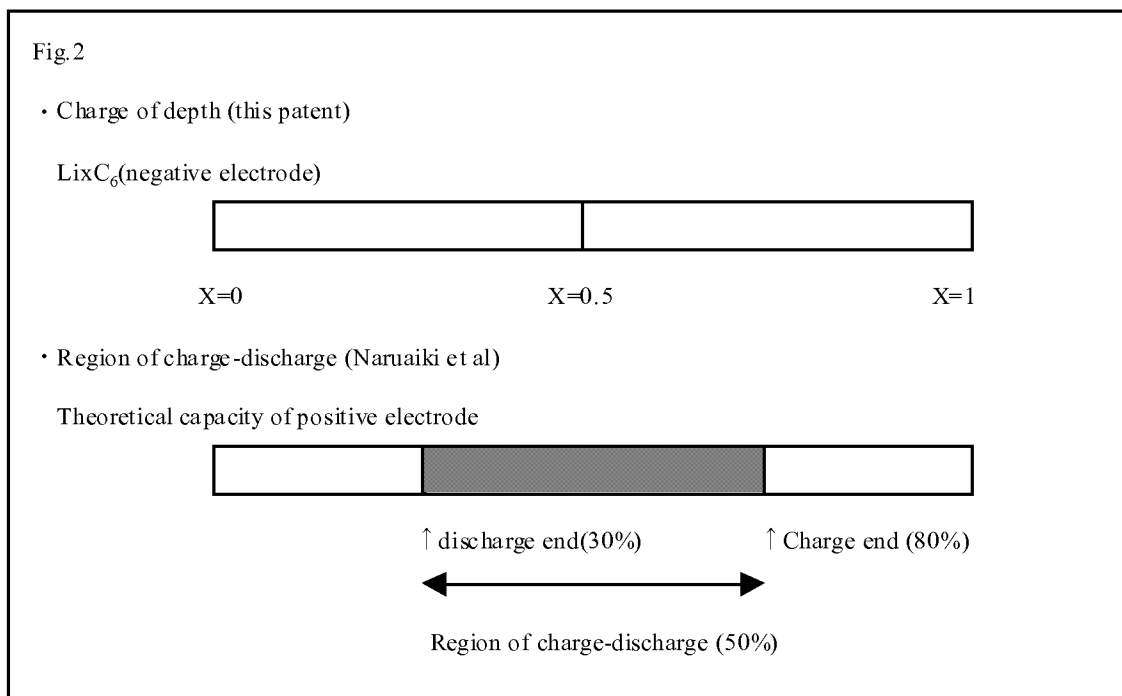 Fig.2
・Charge of depth (this patent)
LixC₆(negative electrode)
X=0 X=0.5 X=1
・Region of charge-discharge (Naruaiki et al)
Theoretical capacity of positive electrode
↑discharge end(30%) ↑Charge end (80%)
Region of charge-discharge (50%)